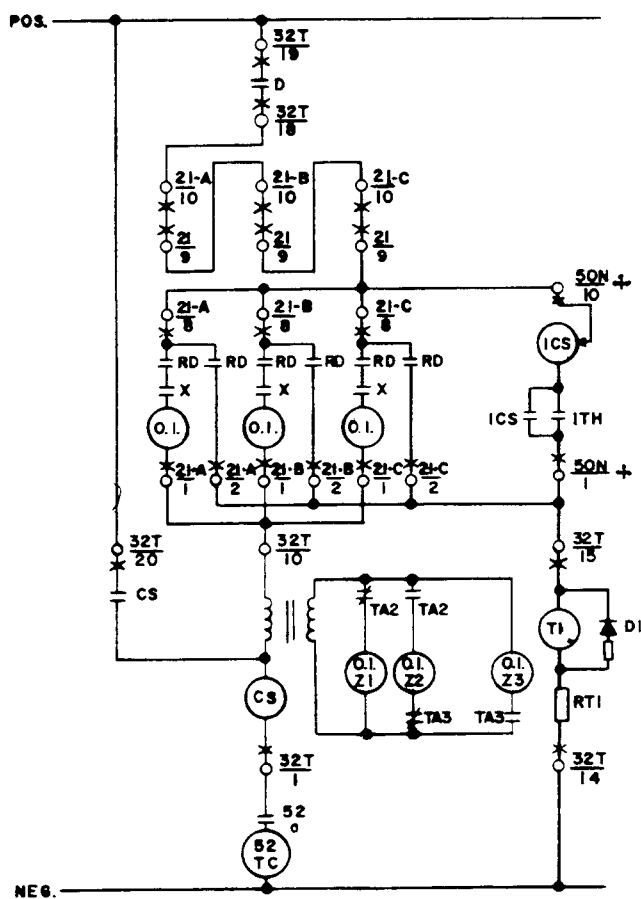 POS.
32T
19
D
32T
18
21-A
10
21-B
10
21-C
10
21
9
21
9
21
9
50N +
10
21-A
8
21-B
8
21-C
8
ICS
RD RD RD RD RD RD
X X X
ICS ITH
O.I. O.I. O.I.
21-A
1
21-A
2
21-B
1
21-B
2
21-C
1
21-C
2
50N +
1
32T
20
32T
10
32T
15
CS
TA2 TA2
T1 D1
O.I.
Z1
O.I.
Z2
O.I.
Z3
CS
TA3 TA3
RT1
32T
1
32T
14
52
a
52
TC
NEG.